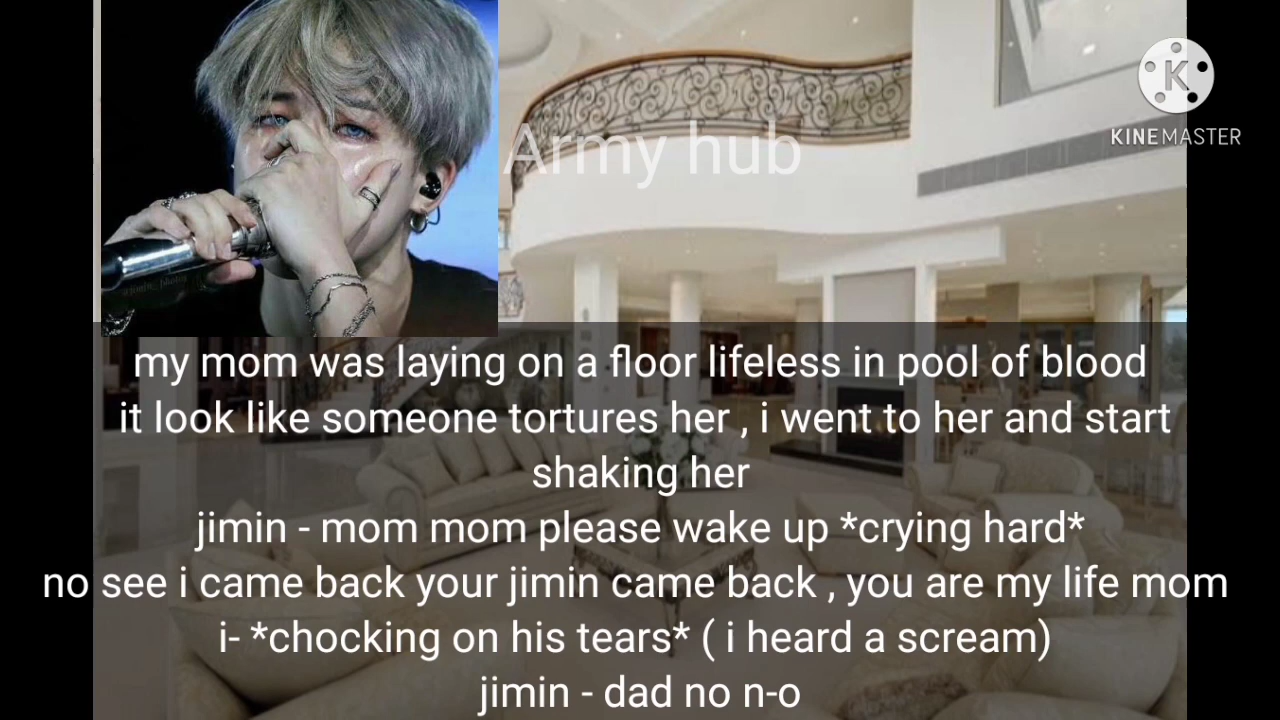 Army hub
KINEMASTER
my mom was laying on a floor lifeless in pool of blood
it look like someone tortures her , i went to her and start
shaking her
jimin - mom mom please wake up *crying hard*
no see i came back your jimin came back , you are my life mom
i- *chocking on his tears* ( i heard a scream)
jimin - dad no n-o